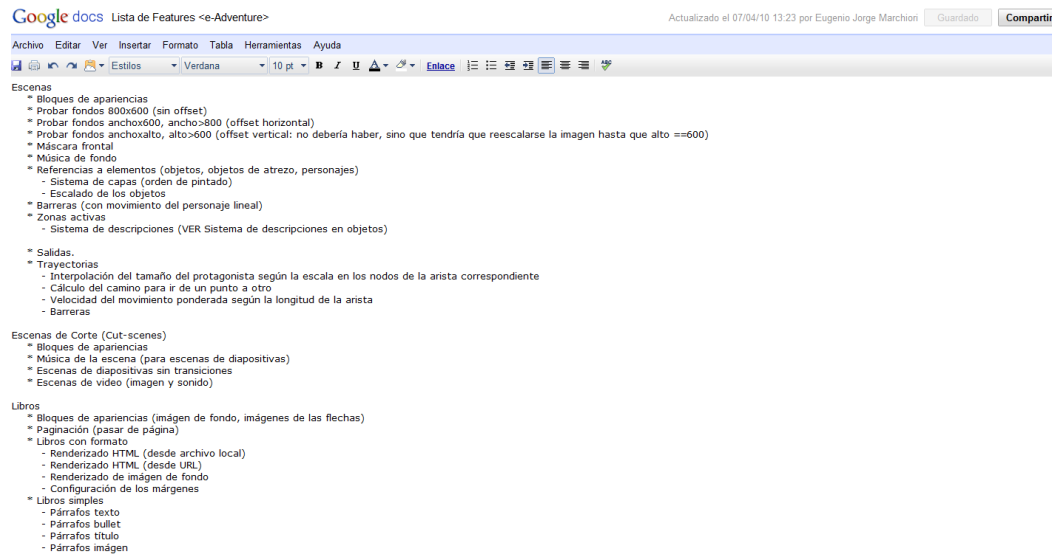 Google docs Lista de Features <e-Adventure> Actualizado el 07/04/10 13:23 por Eugenio Jorge Marchiori Guardado Compartir
Archivo Editar Ver Insertar Formato Tabla Herramientas Ayuda
Estilos Verdana 10 pt B I U A Enlace ABC
Escenas
* Bloques de apariencias
* Probar fondos 800x600 (sin offset)
* Probar fondos anchox600, ancho>800 (offset horizontal)
* Probar fondos anchoxalto, alto>600 (offset vertical: no debería haber, sino que tendría que reescalarse la imagen hasta que alto ==600)
* Máscara frontal
* Música de fondo
* Referencias a elementos (objetos, objetos de atrezo, personajes)
- Sistema de capas (orden de pintado)
- Escalado de los objetos
* Barreras (con movimiento del personaje lineal)
* Zonas activas
- Sistema de descripciones (VER Sistema de descripciones en objetos)
* Salidas.
* Trayectorias
- Interpolación del tamaño del protagonista según la escala en los nodos de la arista correspondiente
- Cálculo del camino para ir de un punto a otro
- Velocidad del movimiento ponderada según la longitud de la arista
- Barreras
Escenas de Corte (Cut-scenes)
* Bloques de apariencias
* Música de la escena (para escenas de diapositivas)
* Escenas de diapositivas sin transiciones
* Escenas de video (imagen y sonido)
Libros
* Bloques de apariencias (imágen de fondo, imágenes de las flechas)
* Paginación (pasar de página)
* Libros con formato
- Renderizado HTML (desde archivo local)
- Renderizado HTML (desde URL)
- Renderizado de imágen de fondo
- Configuración de los márgenes
* Libros simples
- Párrafos texto
- Párrafos bullet
- Párrafos título
- Párrafos imágen